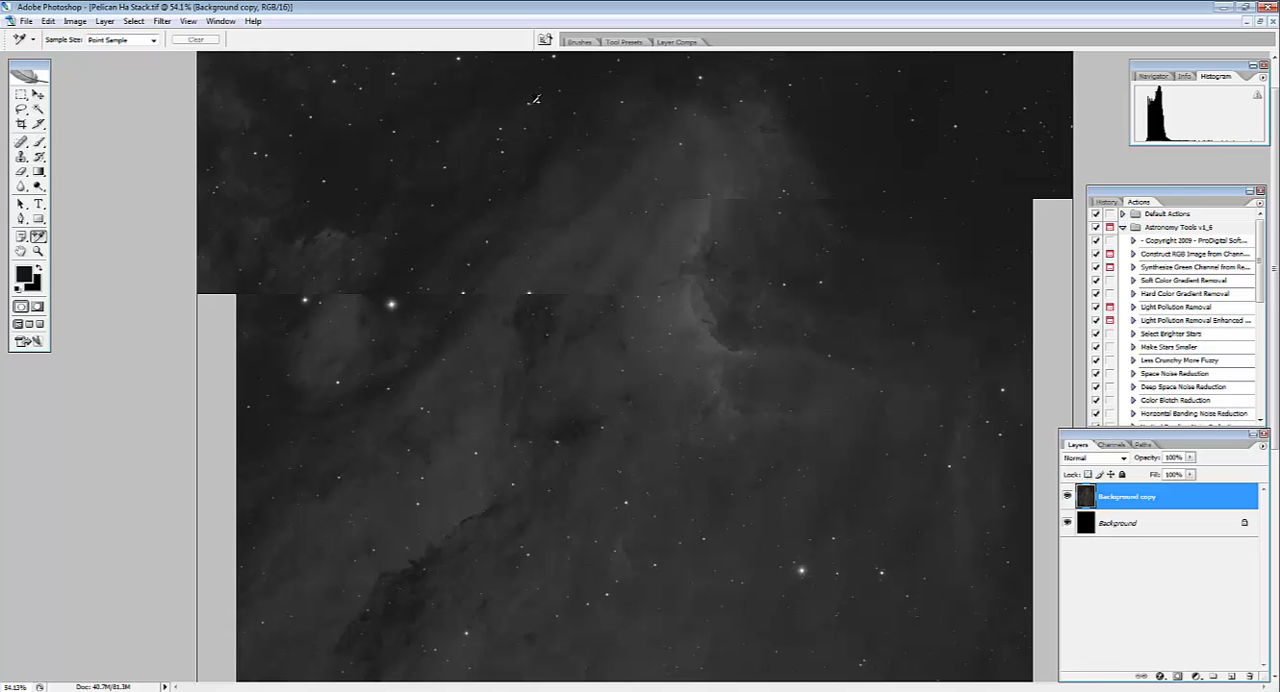 Adobe Photoshop - [Pelican Ha Stack.tif @ 54.1% (Background copy, RGB/16)]
File Edit Image Layer Select Filter View Window Help
Sample Size: Point Sample Clear Brushes Tool Presets Layer Comps
Navigator Info Histogram
History Actions
Default Actions
Astronomy Tools v1_6
- Copyright 2009 - ProDigital Soft...
Construct RGB Image from Chann...
Synthesize Green Channel from Re...
Soft Color Gradient Removal
Hard Color Gradient Removal
Light Pollution Removal
Light Pollution Removal Enhanced ...
Select Brighter Stars
Make Stars Smaller
Less Crunchy More Fuzzy
Space Noise Reduction
Deep Space Noise Reduction
Color Blotch Reduction
Horizontal Banding Noise Reduction
Layers Channels Paths
Normal Opacity: 100%
Lock: Fill: 100%
Background copy
Background
54.13% Doc: 40.7M/81.3M